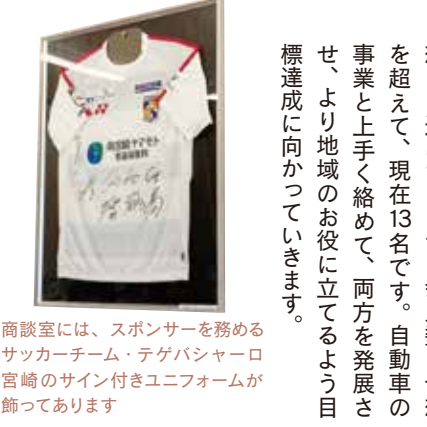 を超えて、現在13名です。自動車の
事業と上手く絡めて、両方を発展さ
せ、より地域のお役に立てるよう目
標達成に向かっていきます。
商談室には、スポンサーを務める
サッカーチーム・テゲバジャーロ
宮崎のサイン付きユニフォームが
飾ってあります